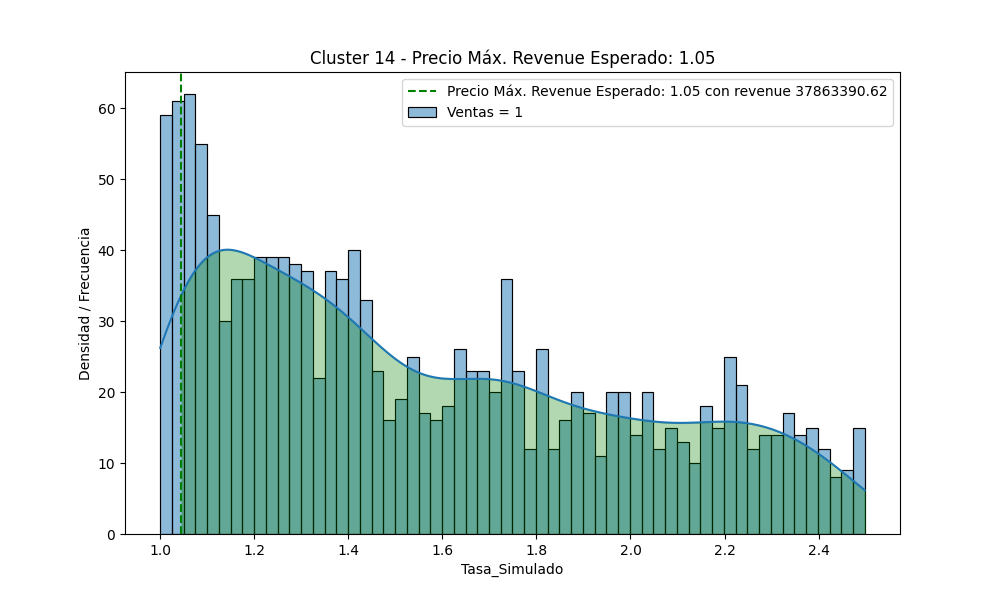 Cluster 14 - Precio Máx. Revenue Esperado: 1.05
Precio Máx. Revenue Esperado: 1.05 con revenue 37863390.62
Ventas = 1
Densidad / Frecuencia
60
50
40
30
20
10
0
1.0 1.2 1.4 1.6 1.8 2.0 2.2 2.4
Tasa_Simulado